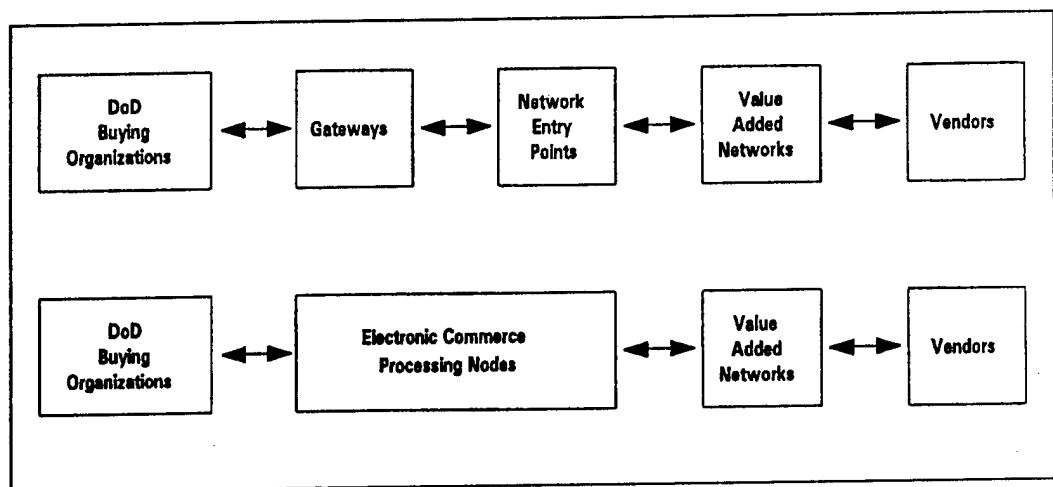 DoD
Buying
Organizations
Gateways
Network
Entry
Points
Value
Added
Networks
Vendors
DoD
Buying
Organizations
Electronic Commerce
Processing Nodes
Value
Added
Networks
Vendors